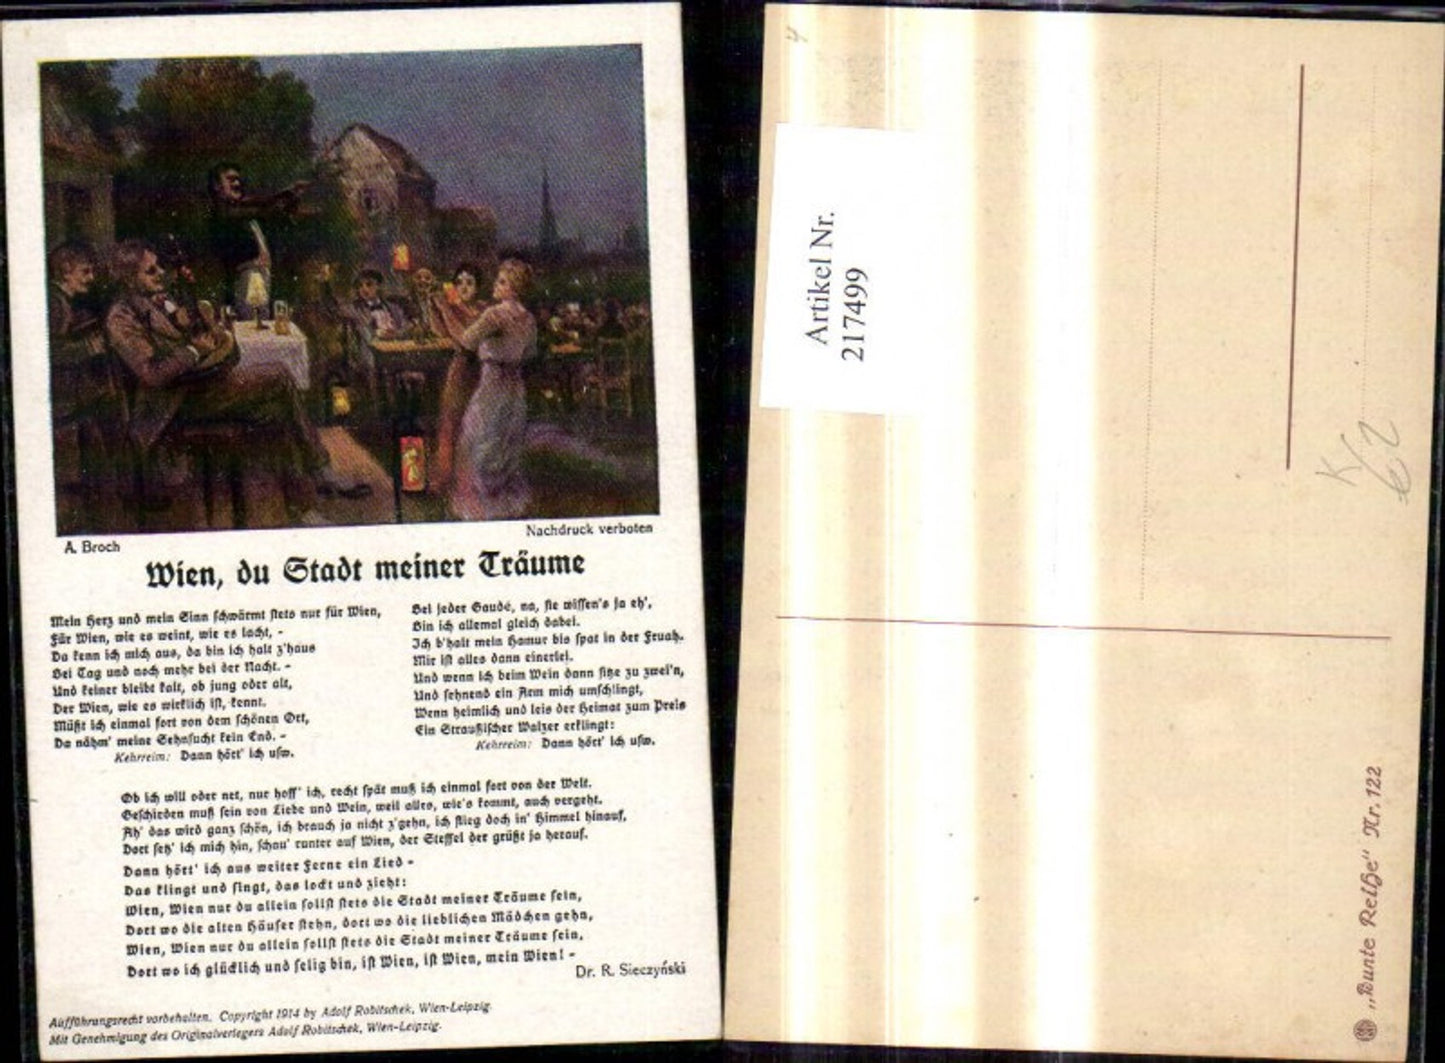 A. Broch
Nachdruck verboten
Wien, du Stadt meiner Träume
Mein Herz und mein Sinn schwärmt stets nur für Wien,
Für Wien, wie es weint, wie es lacht, -
Da kenn ich mich aus, da bin ich halt z'haus
Bei Tag und noch mehr bei der Nacht. -
Und keiner bleibt kalt, ob jung oder alt,
Der Wien, wie es wirklich ist, kennt.
Müßt ich einmal fort von dem schönen Ort,
Da nähm' meine Sehnsucht kein End. -
Kehrreim: Dann hört' ich usw.
Bei jeder Gaude, na, sie wissen's ja eh',
Bin ich allemal gleich dabei.
Ich b'halt mein Hamur bis spat in der Fruah.
Mir ist alles dann einerlei.
Und wenn ich beim Wein dann sitze zu zwei'n,
Und sehnend ein Arm mich umschlingt,
Wenn heimlich und leis der Heimat zum Preis
Ein Straußischer Walzer erklingt:
Kehrreim: Dann hört' ich usw.
Ob ich will oder net, nur hoff' ich, recht spät muß ich einmal fort von der Welt.
Geschieden muß sein von Liebe und Wein, weil alles, wie's kommt, auch vergeht.
Ah' das wird ganz schön, ich brauch ja nicht z'gehn, ich flieg doch in' Himmel hinauf,
Dort setz' ich mich hin, schau' runter auf Wien, der Steffel der grüßt ja herauf.
Dann hört' ich aus weiter Ferne ein Lied -
Das klingt und singt, das lockt und zieht:
Wien, Wien nur du allein sollst stets die Stadt meiner Träume sein,
Dort wo die alten Häuser stehn, dort wo die lieblichen Mädchen gehn,
Wien, Wien nur du allein sollst stets die Stadt meiner Träume sein,
Dort wo ich glücklich und selig bin, ist Wien, ist Wien, mein Wien! -
Dr. R. Sieczyński
Aufführungsrecht vorbehalten. Copyright 1914 by Adolf Robitschek, Wien-Leipzig.
Mit Genehmigung des Originalverlegers Adolf Robitschek, Wien-Leipzig.
4
Artikel Nr.
217499
K
„Bunte Reihe" Nr. 122